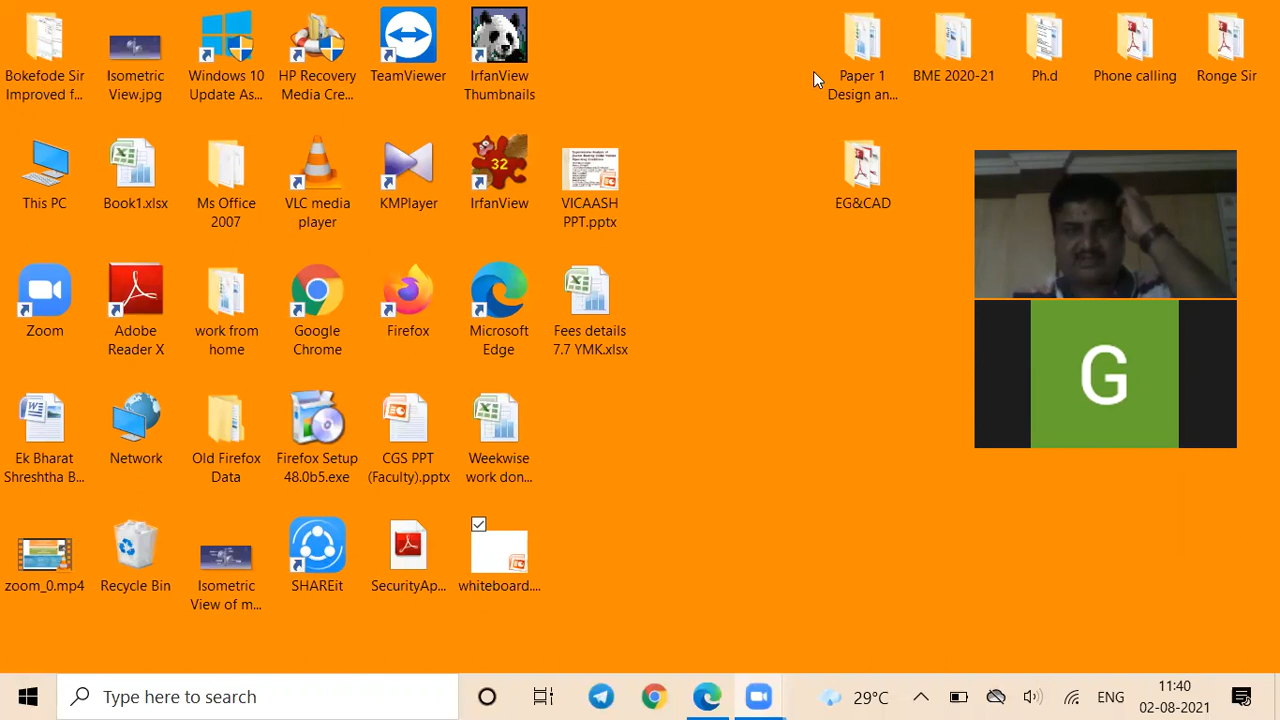 Bokefode Sir
Improved f...
Isometric
View.jpg
Windows 10
Update As...
HP Recovery
Media Cre...
TeamViewer
IrfanView
Thumbnails
Paper 1
Design an...
BME 2020-21
Ph.d
Phone calling
Ronge Sir
This PC
Book1.xlsx
Ms Office
2007
VLC media
player
KMPlayer
32
IrfanView
VICAASH
PPT.pptx
EG&CAD
Zoom
Adobe
Reader X
work from
home
Google
Chrome
Firefox
Microsoft
Edge
Fees details
7.7 YMK.xlsx
G
Ek Bharat
Shreshtha B...
Network
Old Firefox
Data
Firefox Setup
48.0b5.exe
CGS PPT
(Faculty).pptx
Weekwise
work don...
zoom_0.mp4
Recycle Bin
Isometric
View of m...
SHAREit
SecurityAp...
whiteboard....
Type here to search
29°C
ENG
11:40
02-08-2021